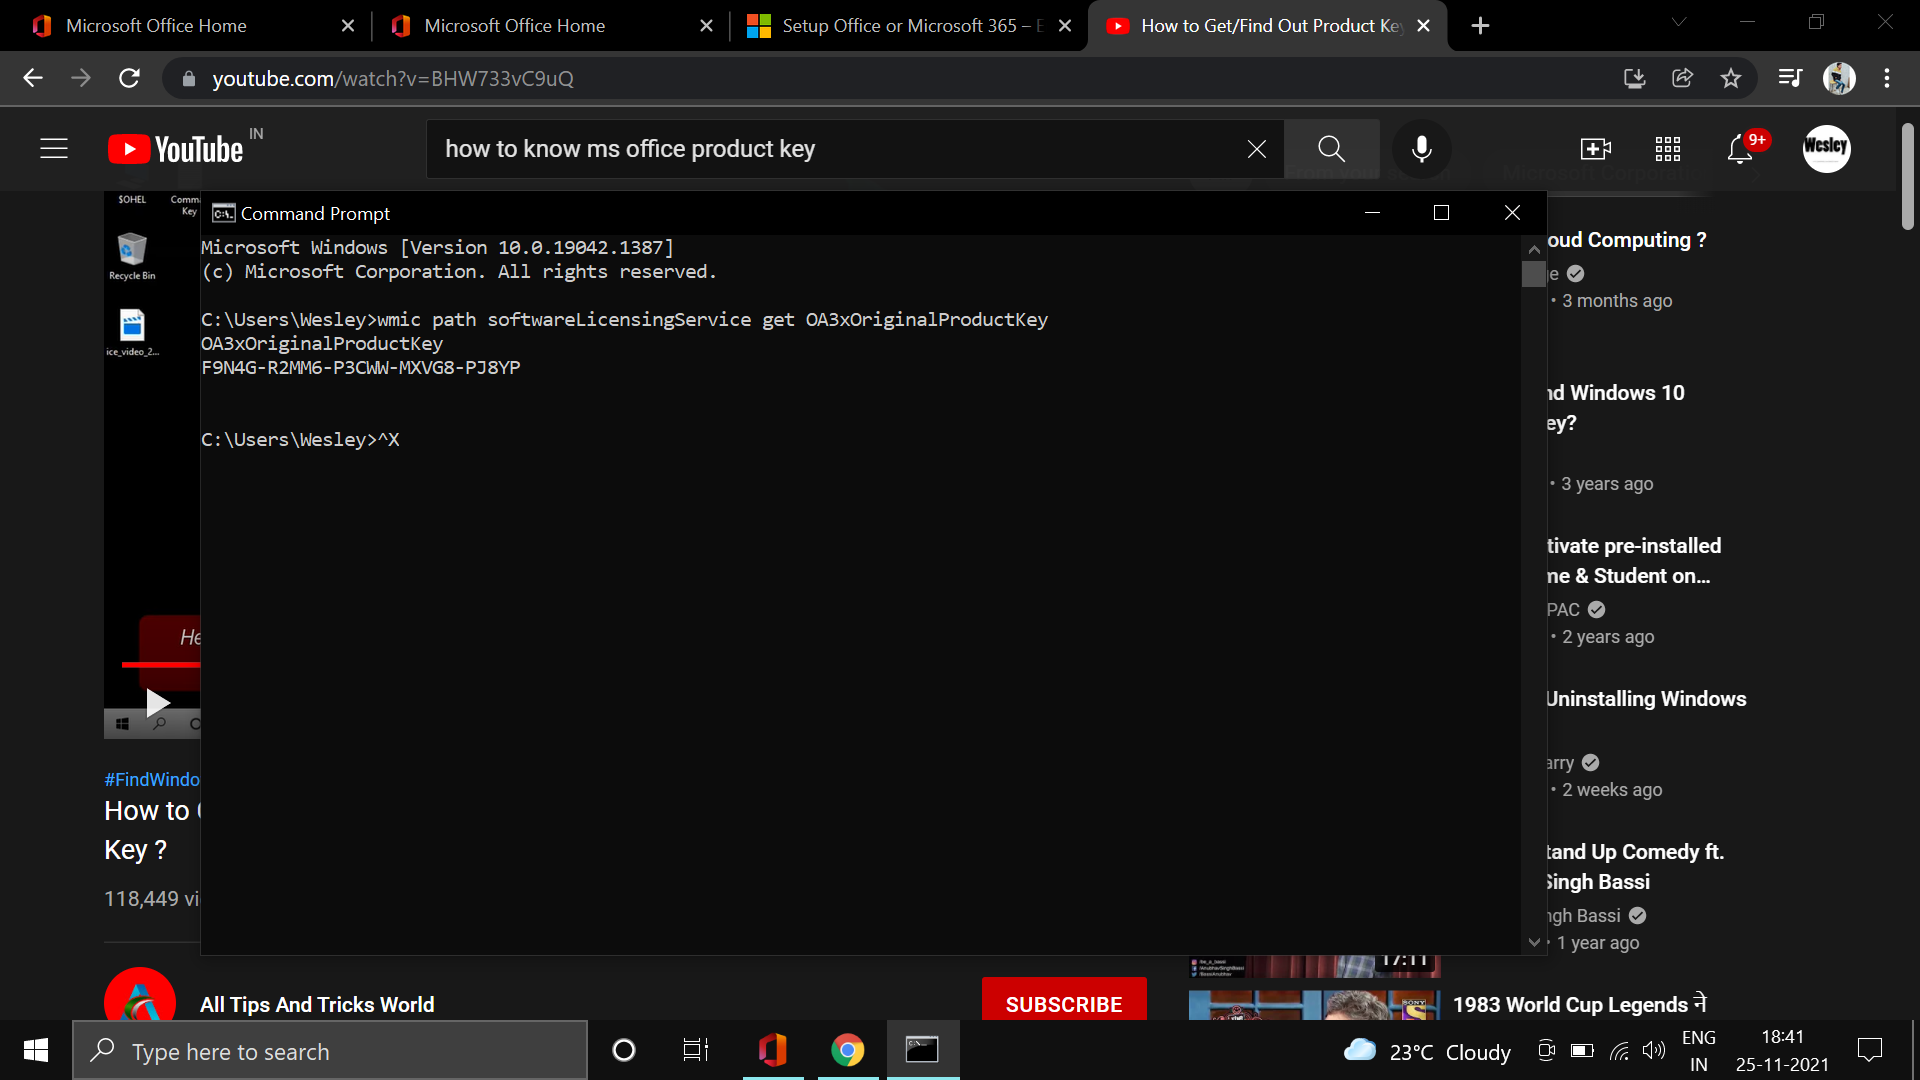 Microsoft Office Home
Microsoft Office Home
Setup Office or Microsoft 365 –
How to Get/Find Out Product Key
youtube.com/watch?v=BHW733vC9uQ
YouTube IN
how to know ms office product key
9+
Wesley
$OHEL
Key
Recycle Bin
ice_video_2...
Command Prompt
Microsoft Windows [Version 10.0.19042.1387]
(c) Microsoft Corporation. All rights reserved.
C:\Users\Wesley>wmic path softwareLicensingService get OA3xOriginalProductKey
OA3xOriginalProductKey
F9N4G-R2MM6-P3CWW-MXVG8-PJ8YP
C:\Users\Wesley>^X
oud Computing ?
ge
• 3 months ago
nd Windows 10
ey?
• 3 years ago
tivate pre-installed
me & Student on...
PAC
• 2 years ago
Uninstalling Windows
arry
• 2 weeks ago
tand Up Comedy ft.
Singh Bassi
ngh Bassi
• 1 year ago
He
#FindWindo
How to
Key ?
118,449 vi
All Tips And Tricks World
SUBSCRIBE
17:11
SONY
1983 World Cup Legends ने
Type here to search
23°C Cloudy
ENG
IN
18:41
25-11-2021